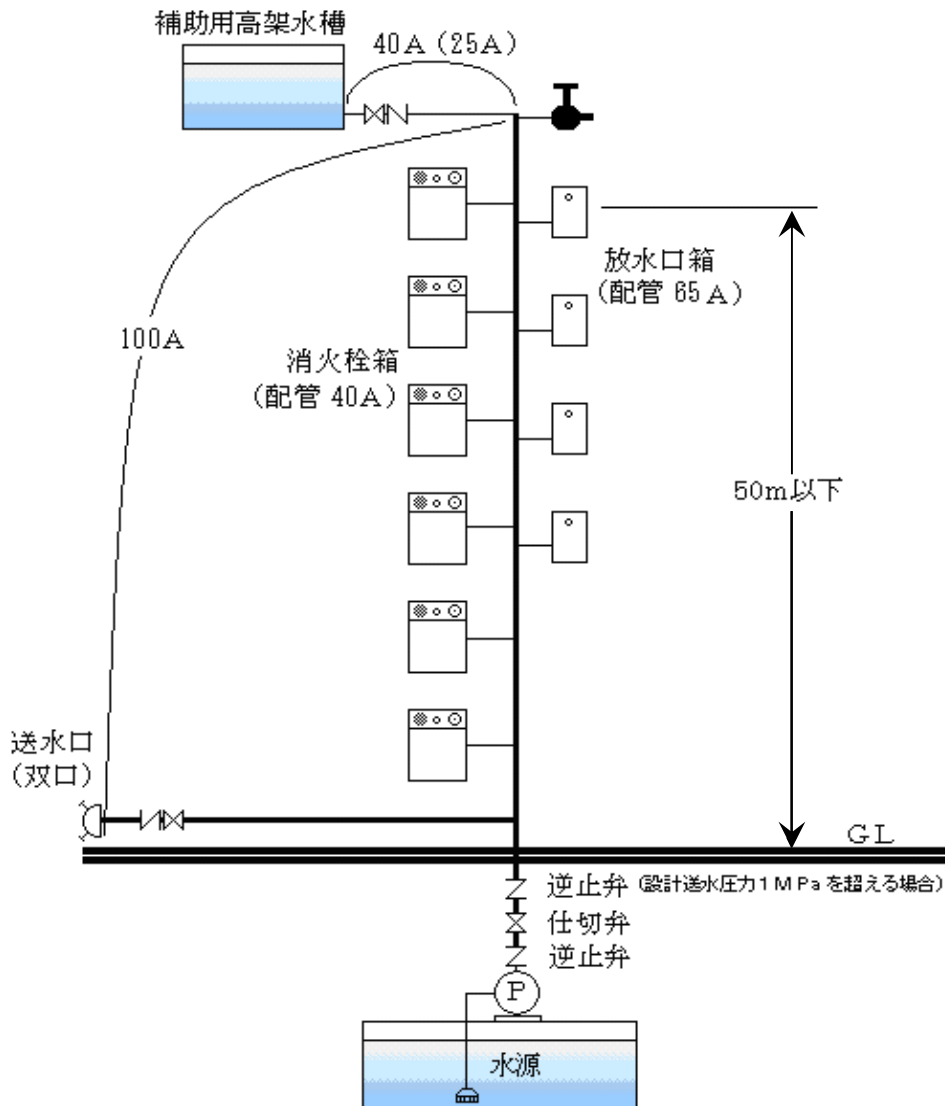 補助用高架水槽
40A（25A）
放水口箱
（配管 65A）
100A
消火栓箱
（配管 40A）
50m以下
送水口
（双口）
GL
逆止弁（設計送水圧力1MPaを超える場合）
仕切弁
逆止弁
P
水源